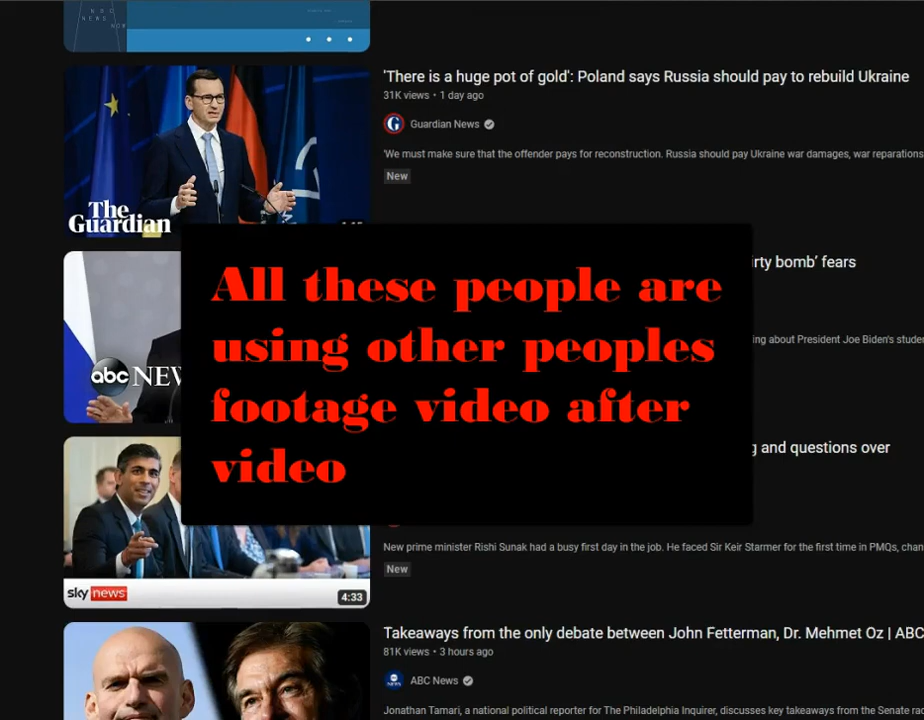 NBC
NEWS
NOW
'There is a huge pot of gold': Poland says Russia should pay to rebuild Ukraine
31K views • 1 day ago
Guardian News
'We must make sure that the offender pays for reconstruction. Russia should pay Ukraine war damages, war reparations
New
The
Guardian
irty bomb' fears
ing about President Joe Biden's stude
abc NEW
All these people are
using other peoples
footage video after
video
g and questions over
New prime minister Rishi Sunak had a busy first day in the job. He faced Sir Keir Starmer for the first time in PMQs, chan
New
sky news
4:33
Takeaways from the only debate between John Fetterman, Dr. Mehmet Oz | ABC
81K views • 3 hours ago
ABC News
Jonathan Tamari, a national political reporter for The Philadelphia Inquirer, discusses key takeaways from the Senate ra